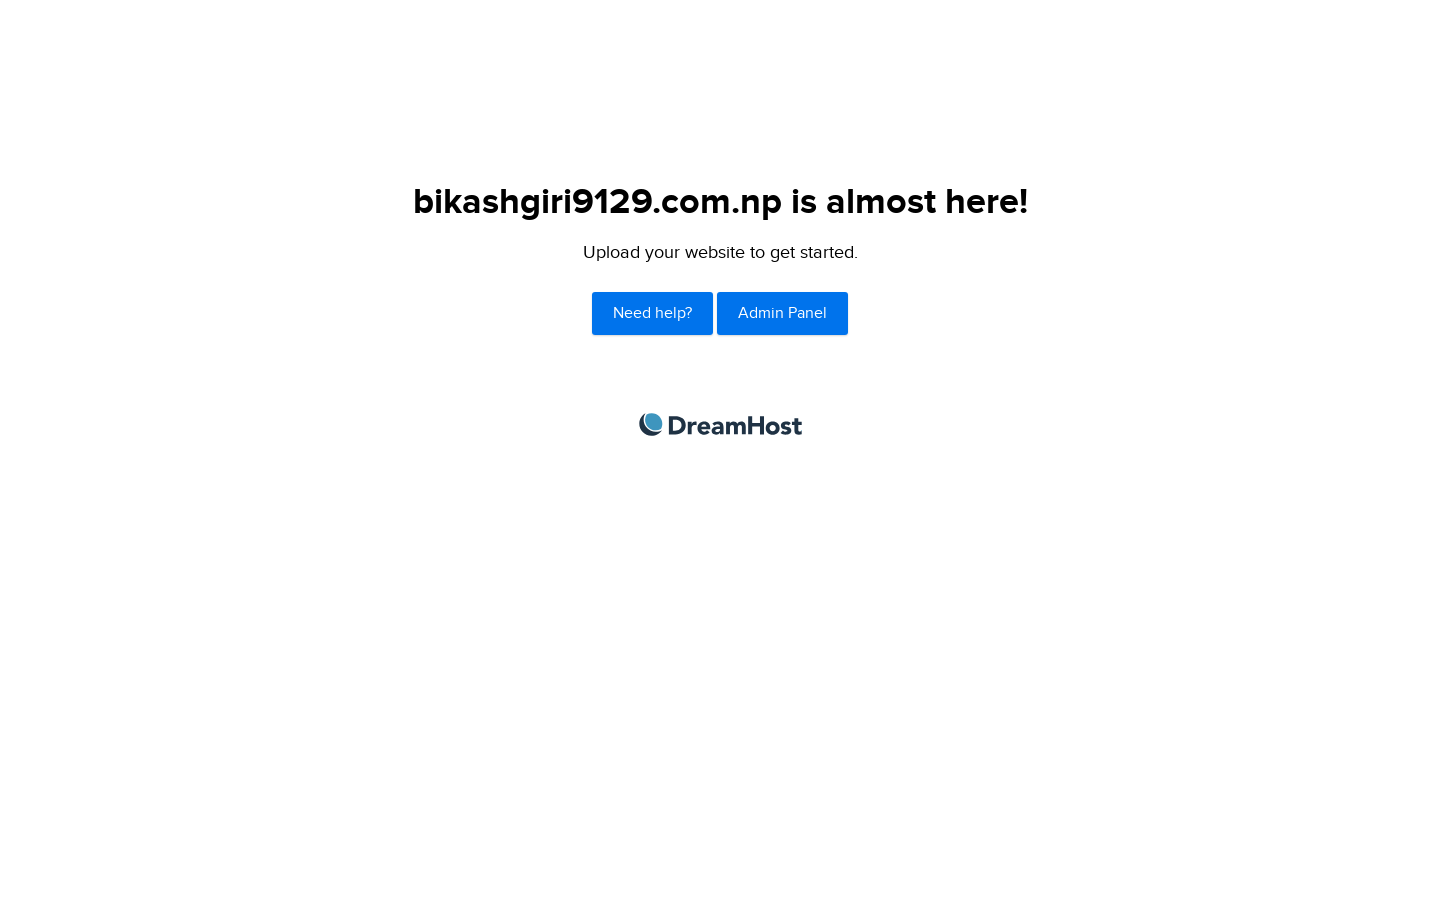 bikashgiri9129.com.np is almost here!
Upload your website to get started.
Need help? Admin Panel
DreamHost